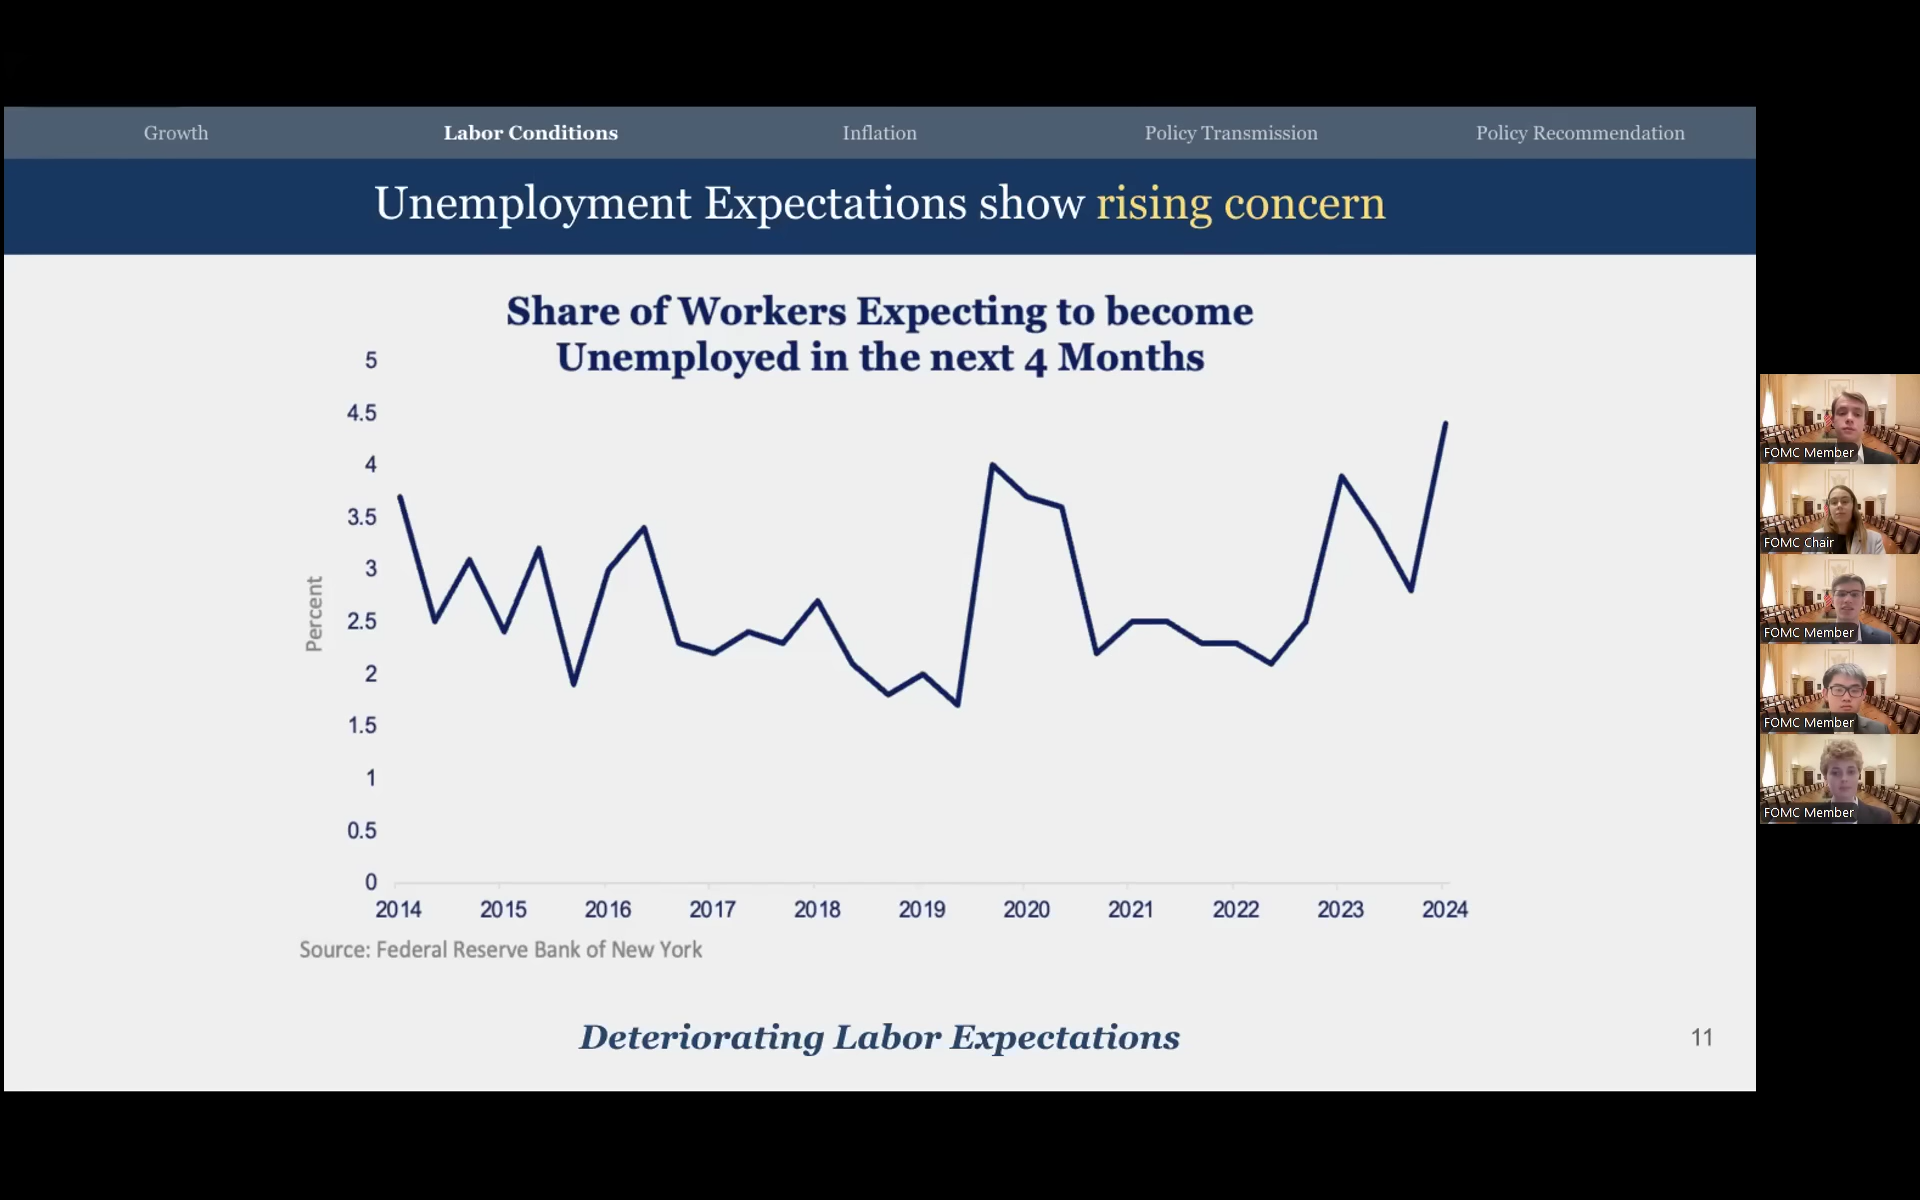 Growth Labor Conditions Inflation Policy Transmission Policy Recommendation
Unemployment Expectations show rising concern
Share of Workers Expecting to become
Unemployed in the next 4 Months
5
4.5
4
3.5
3
2.5
2
1.5
1
0.5
0
Percent
2014 2015 2016 2017 2018 2019 2020 2021 2022 2023 2024
Source: Federal Reserve Bank of New York
Deteriorating Labor Expectations
11
FOMC Member
FOMC Chair
FOMC Member
FOMC Member
FOMC Member